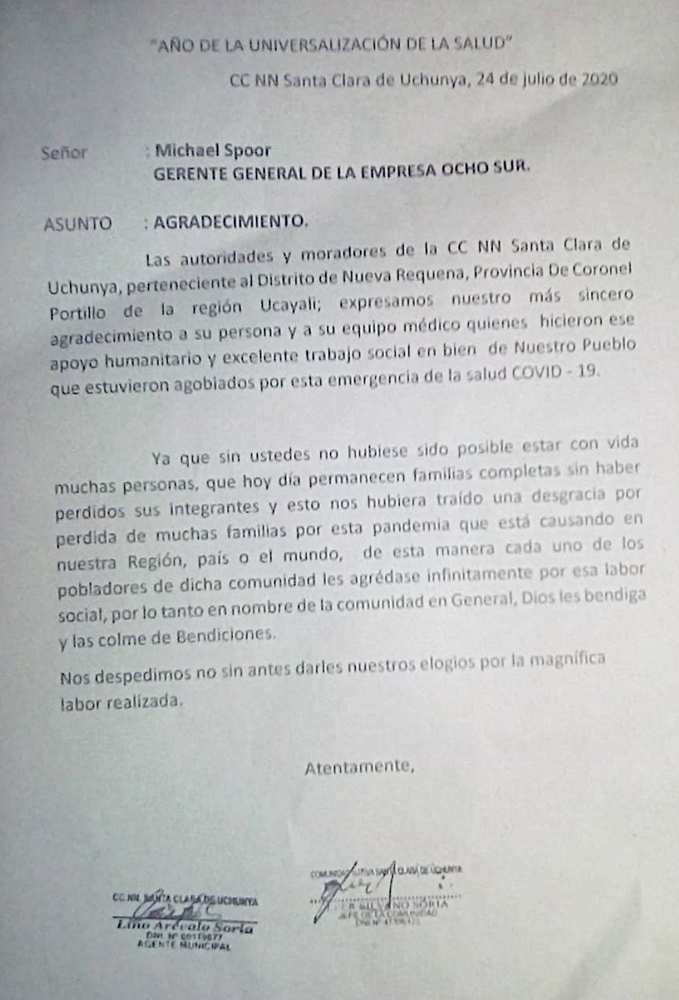 "AÑO DE LA UNIVERSALIZACIÓN DE LA SALUD"
CC NN Santa Clara de Uchunya, 24 de julio de 2020
Señor : Michael Spoor
GERENTE GENERAL DE LA EMPRESA OCHO SUR.
ASUNTO : AGRADECIMIENTO.
Las autoridades y moradores de la CC NN Santa Clara de
Uchunya, perteneciente al Distrito de Nueva Requena, Provincia De Coronel
Portillo de la región Ucayali; expresamos nuestro más sincero
agradecimiento a su persona y a su equipo médico quienes hicieron ese
apoyo humanitario y excelente trabajo social en bien de Nuestro Pueblo
que estuvieron agobiados por esta emergencia de la salud COVID - 19.
Ya que sin ustedes no hubiese sido posible estar con vida
muchas personas, que hoy día permanecen familias completas sin haber
perdidos sus integrantes y esto nos hubiera traído una desgracia por
perdida de muchas familias por esta pandemia que está causando en
nuestra Región, país o el mundo, de esta manera cada uno de los
pobladores de dicha comunidad les agrédase infinitamente por esa labor
social, por lo tanto en nombre de la comunidad en General, Dios les bendiga
y las colme de Bendiciones.
Nos despedimos no sin antes darles nuestros elogios por la magnífica
labor realizada.
Atentamente,
COMUNIDAD NATIVA SANTA CLARA DE UCHUNYA
SILVANO SORIA
JEFE DE LA COMUNIDAD
DNI N°
CC.NN. SANTA CLARA DE UCHUNYA
Lino Arévalo Soria
DNI. N° 00119677
AGENTE MUNICIPAL